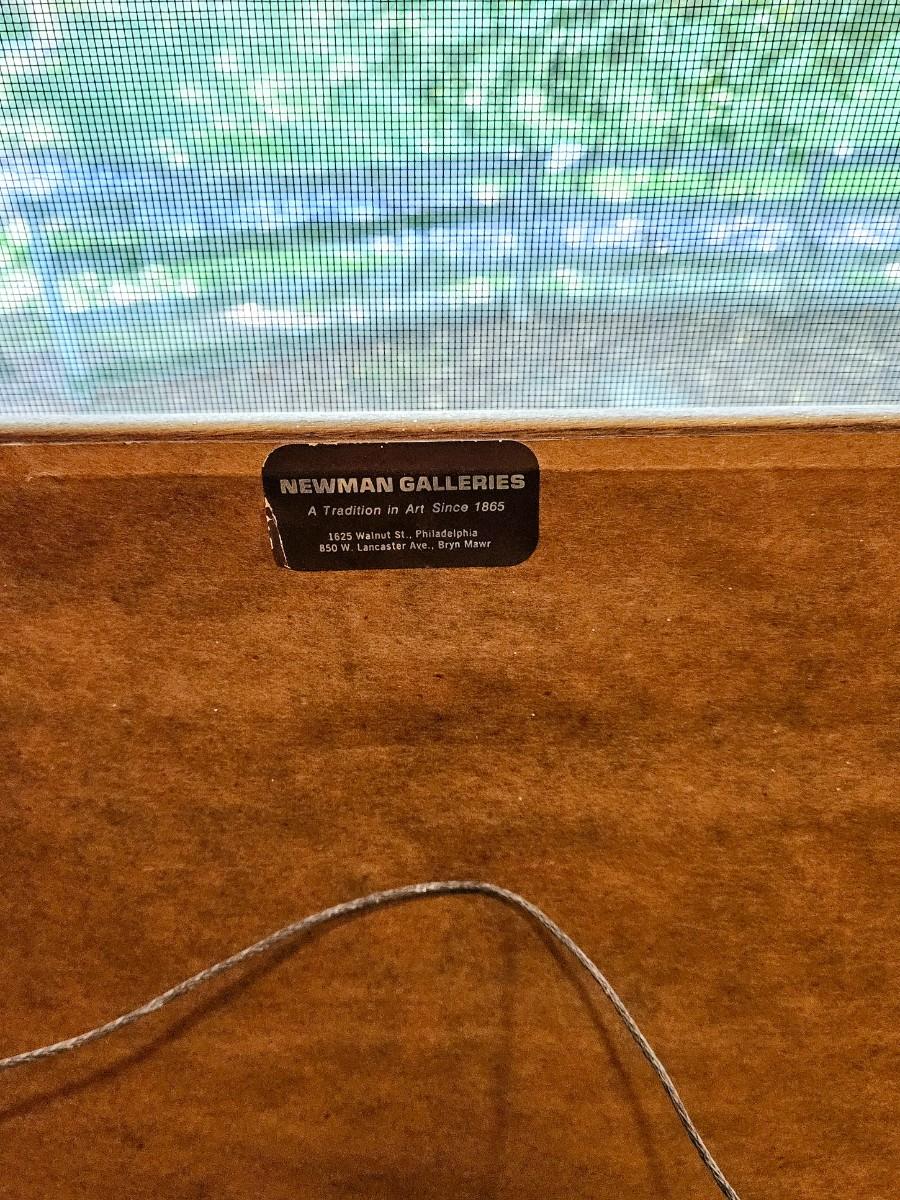 NEWMAN GALLERIES
A Tradition in Art Since 1865
1625 Walnut St., Philadelphia
850 W. Lancaster Ave., Bryn Mawr